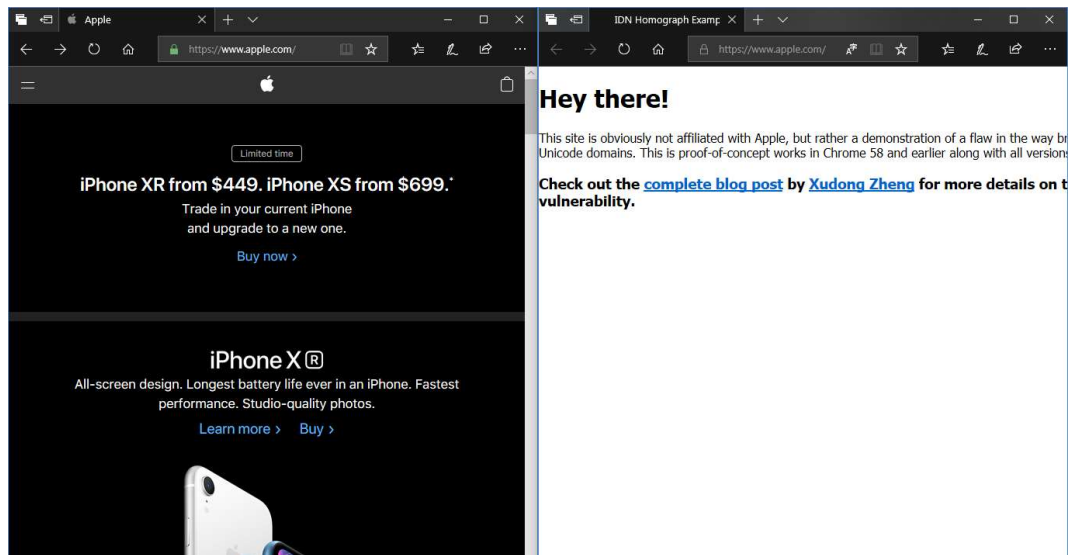 Apple
https://www.apple.com/
Limited time
iPhone XR from $449. iPhone XS from $699.*
Trade in your current iPhone
and upgrade to a new one.
Buy now >
iPhone XR
All-screen design. Longest battery life ever in an iPhone. Fastest
performance. Studio-quality photos.
Learn more > Buy >
IDN Homograph Examp
https://www.apple.com/
Hey there!
This site is obviously not affiliated with Apple, but rather a demonstration of a flaw in the way br
Unicode domains. This is proof-of-concept works in Chrome 58 and earlier along with all versions
Check out the complete blog post by Xudong Zheng for more details on t
vulnerability.